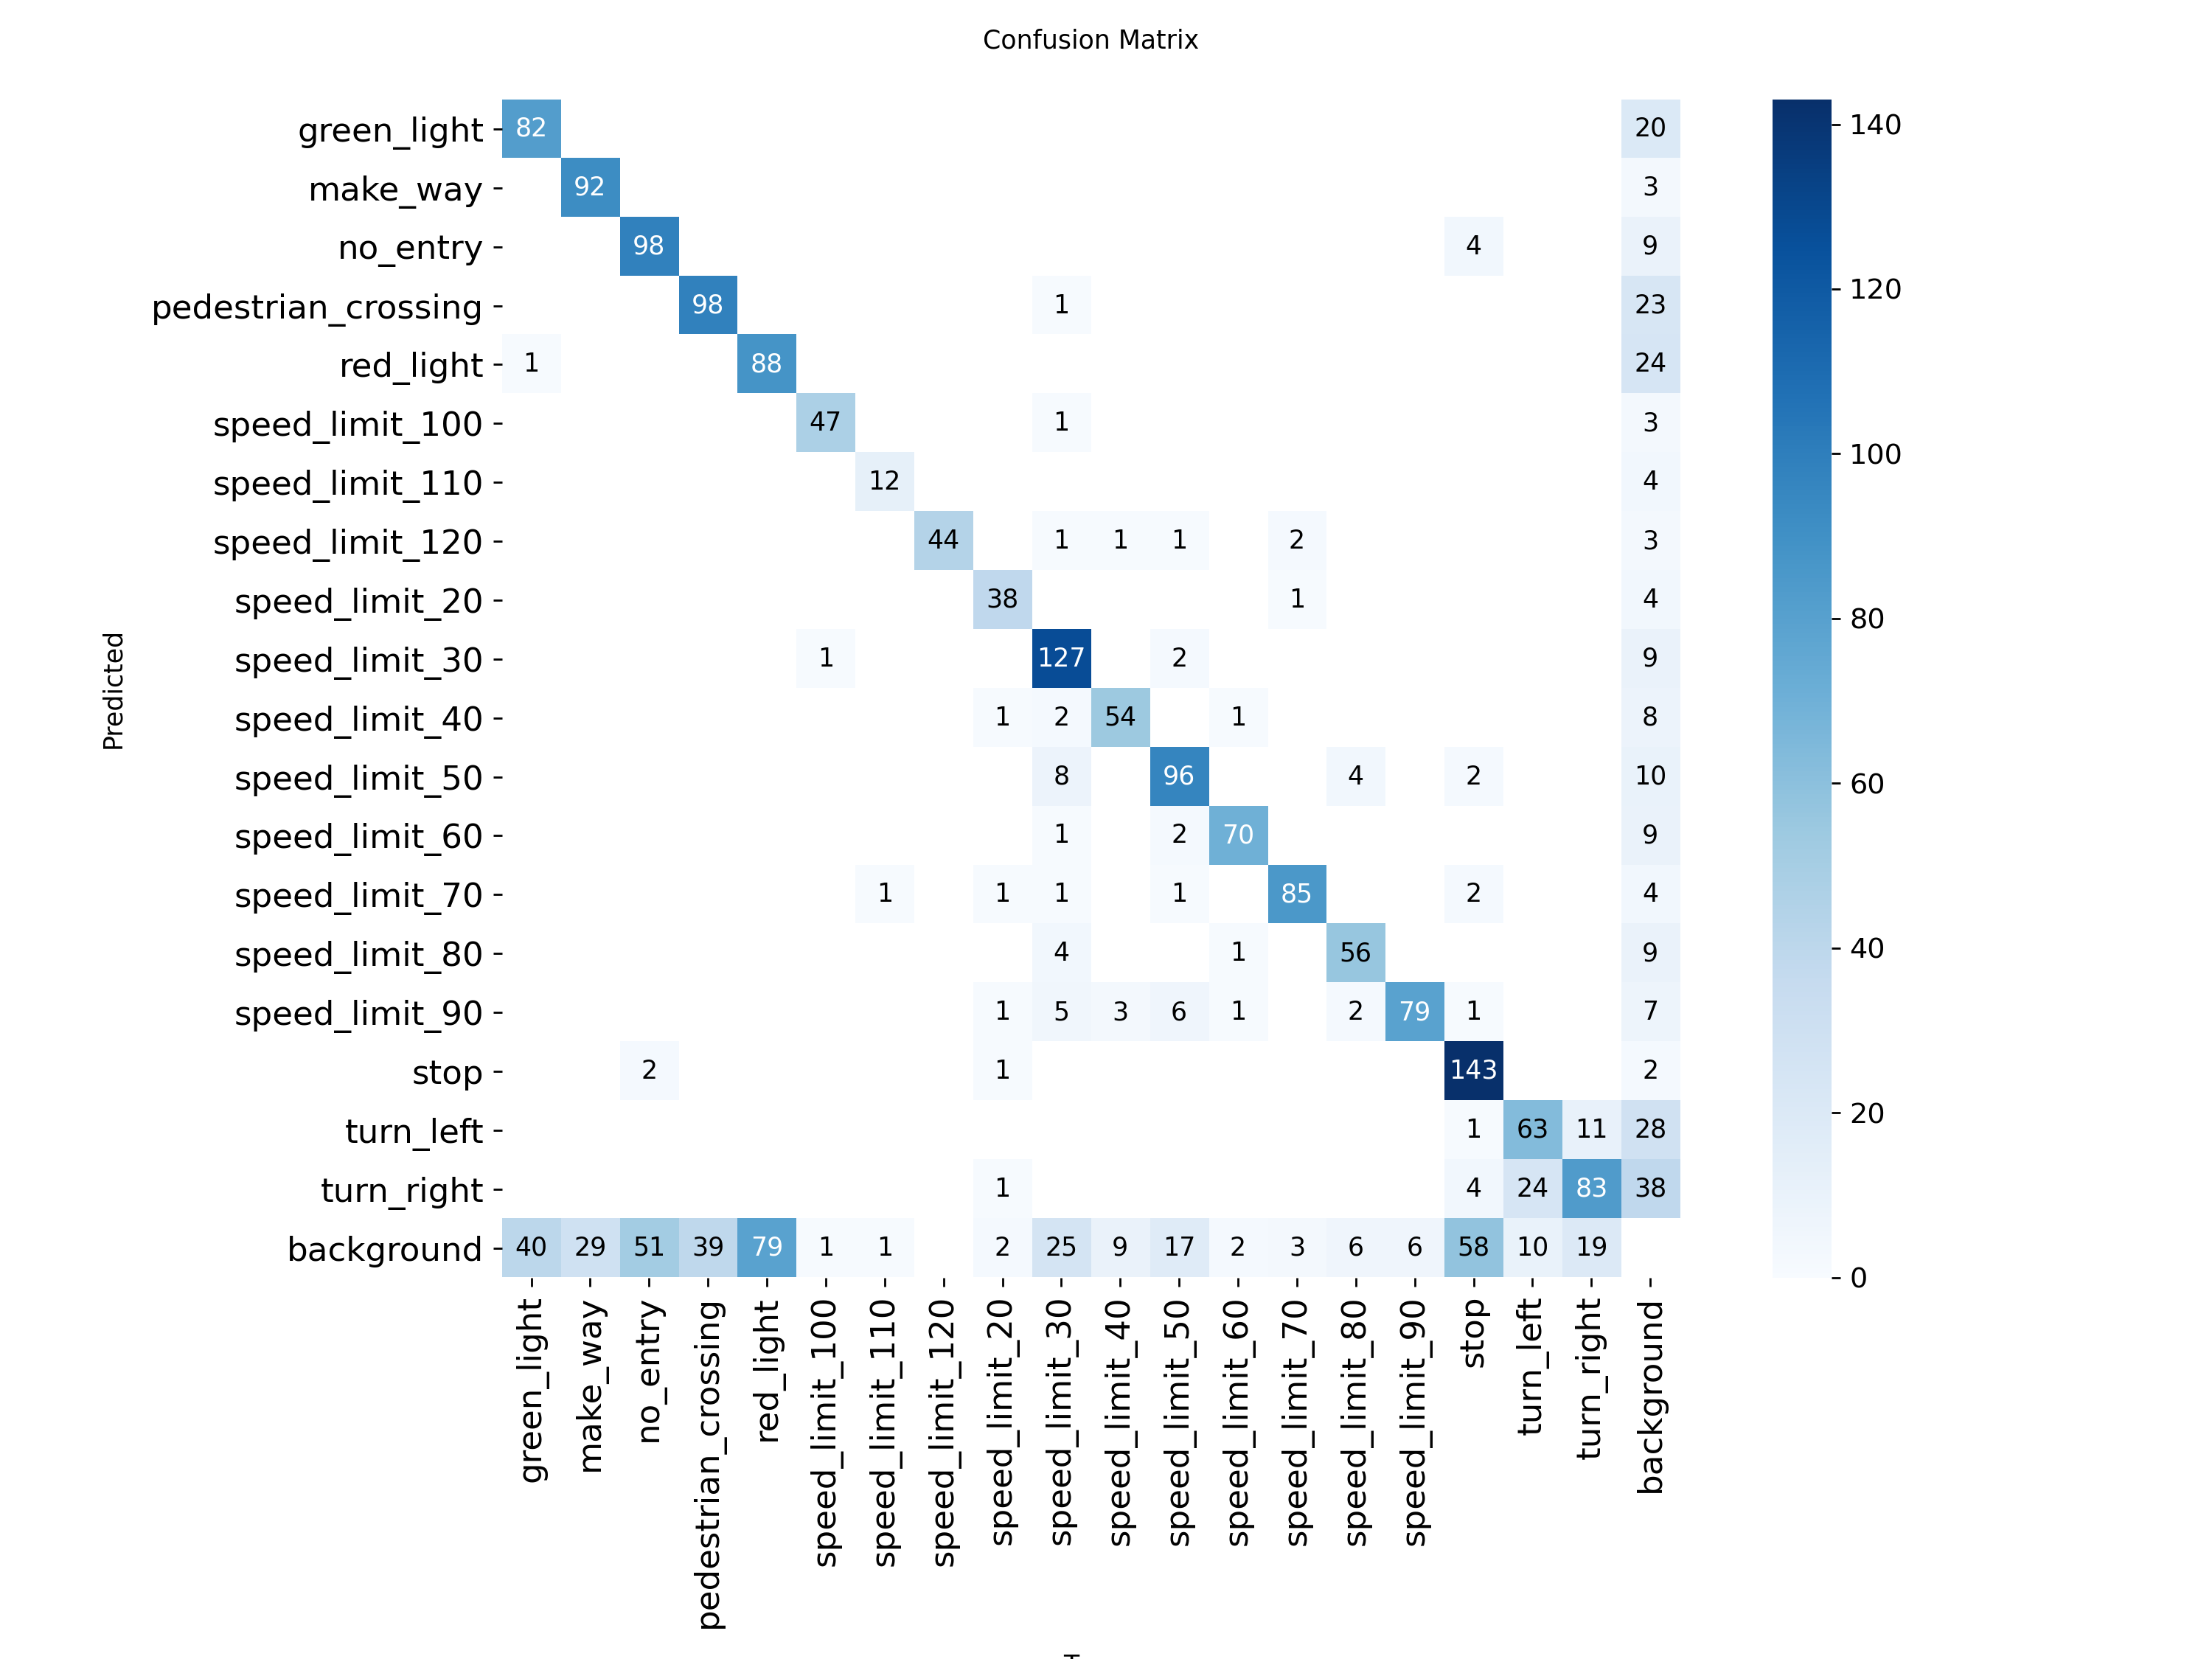 Confusion Matrix
green_light 82 20 140
make_way 92 3
no_entry 98 4 9
pedestrian_crossing 98 1 23 120
red_light 1 88 24
speed_limit_100 47 1 3
speed_limit_110 12 4 100
speed_limit_120 44 1 1 1 2 3
speed_limit_20 38 1 4 80
speed_limit_30 1 127 2 9
speed_limit_40 1 2 54 1 8
speed_limit_50 8 96 4 2 10 60
speed_limit_60 1 2 70 9
speed_limit_70 1 1 1 1 85 2 4
speed_limit_80 4 1 56 9 40
speed_limit_90 1 5 3 6 1 2 79 1 7
stop 2 1 143 2
turn_left 1 63 11 28 20
turn_right 1 4 24 83 38
background 40 29 51 39 79 1 1 2 25 9 17 2 3 6 6 58 10 19 0
Predicted
green_light
make_way
no_entry
pedestrian_crossing
red_light
speed_limit_100
speed_limit_110
speed_limit_120
speed_limit_20
speed_limit_30
speed_limit_40
speed_limit_50
speed_limit_60
speed_limit_70
speed_limit_80
speed_limit_90
stop
turn_left
turn_right
background